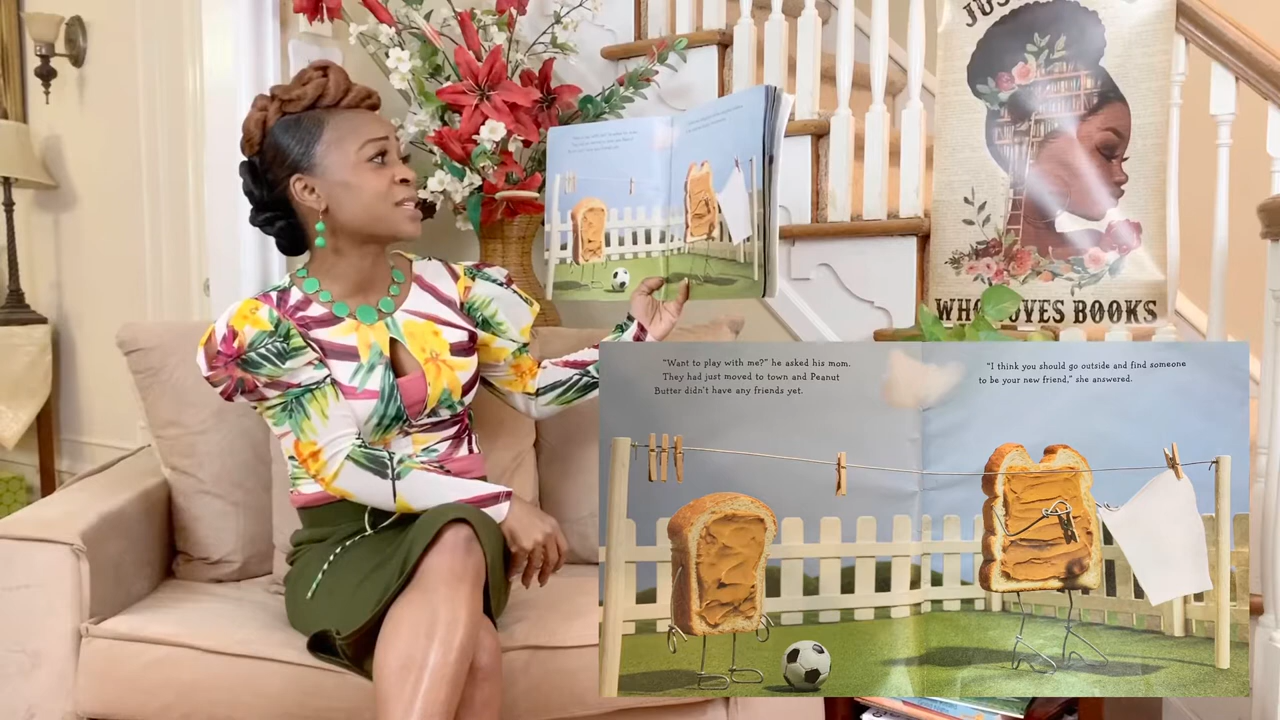 JUS
WHO LOVES BOOKS
"Want to play with me?" he asked his mom.
They had just moved to town and Peanut
Butter didn't have any friends yet.
"I think you should go outside and find someone
to be your new friend," she answered.